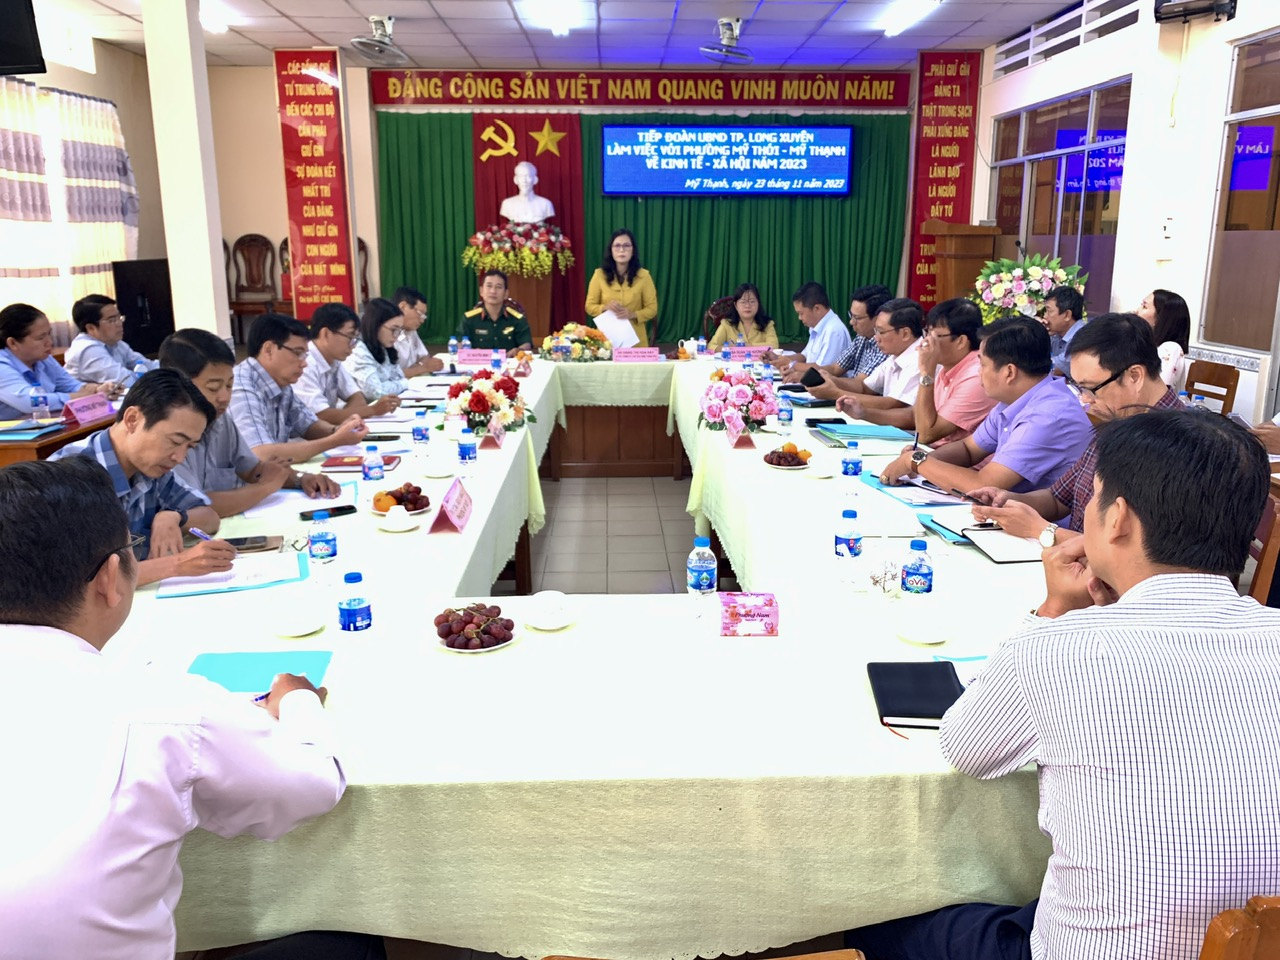 ĐẢNG CỘNG SẢN VIỆT NAM QUANG VINH MUÔN NĂM!
...CÁC ĐỒNG CHÍ
TỪ TRUNG ƯƠNG
ĐẾN CÁC CHI BỘ
CẦN PHẢI
GIỮ GÌN
SỰ ĐOÀN KẾT
NHẤT TRÍ
CỦA ĐẢNG
NHƯ GIỮ GÌN
CON NGƯƠI
CỦA MẮT MÌNH
TIẾP ĐOÀN UBND TP. LONG XUYÊN
LÀM VIỆC VỚI PHƯỜNG MỸ THỚI - MỸ THẠNH
VỀ KINH TẾ - XÃ HỘI NĂM 2023
Mỹ Thạnh, ngày 23 tháng 11 năm 2023
...PHẢI GIỮ GÌN
ĐẢNG TA
THẬT TRONG SẠCH
PHẢI XỨNG ĐÁNG
LÀ NGƯỜI
LÃNH ĐẠO
LÀ NGƯỜI
ĐẦY TỚ
Phương Nam
LaVie